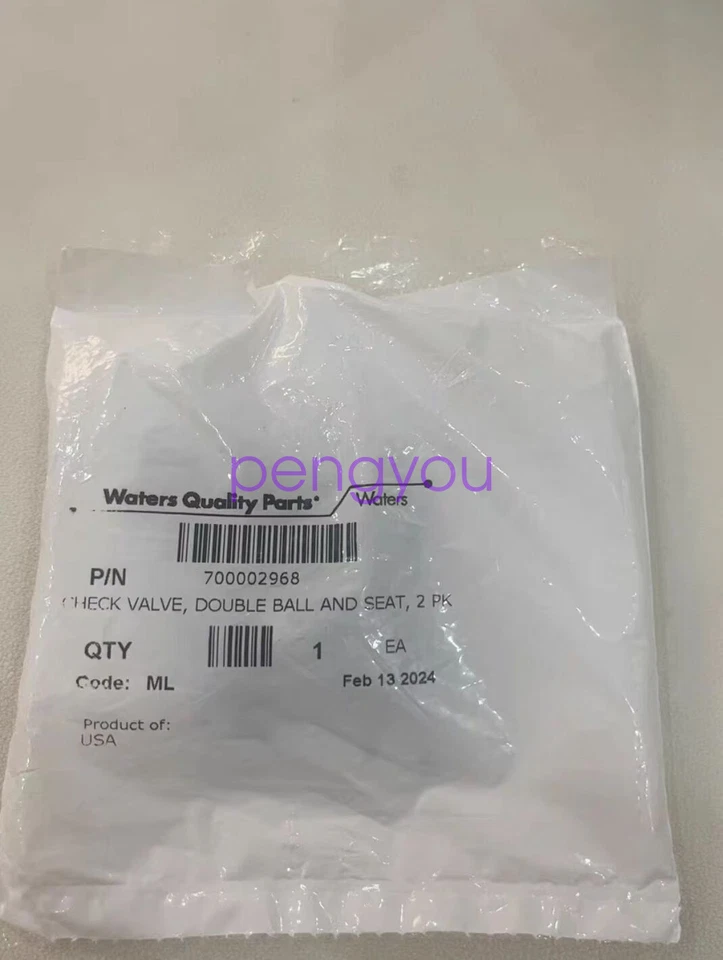 pengyou
Waters Quality Parts® Waters
P/N 700002968
CHECK VALVE, DOUBLE BALL AND SEAT, 2 PK
QTY 1 EA
Code: ML Feb 13 2024
Product of:
USA